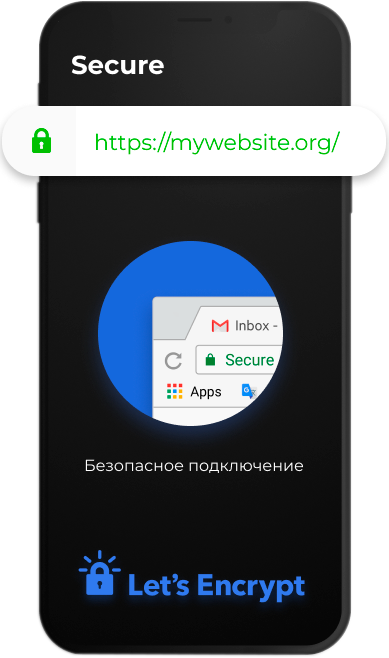 Secure
https://mywebsite.org/
Inbox -
Secure
Apps
Безопасное подключение
Let's Encrypt